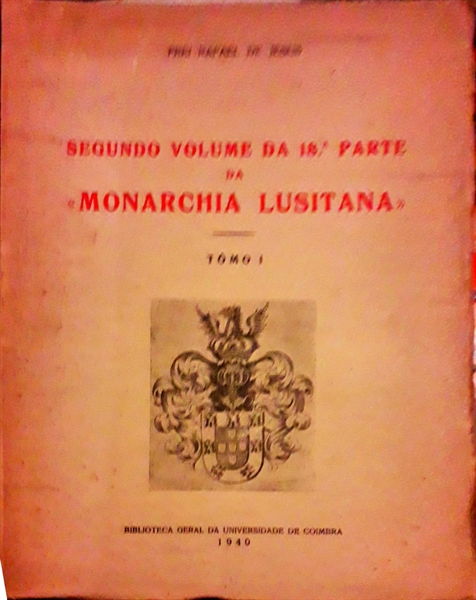 FREI RAFAEL DE JESUS
SEGUNDO VOLUME DA 18.ª PARTE
DA
«MONARCHIA LUSITANA»
TÔMO I
BIBLIOTECA GERAL DA UNIVERSIDADE DE COIMBRA
1940